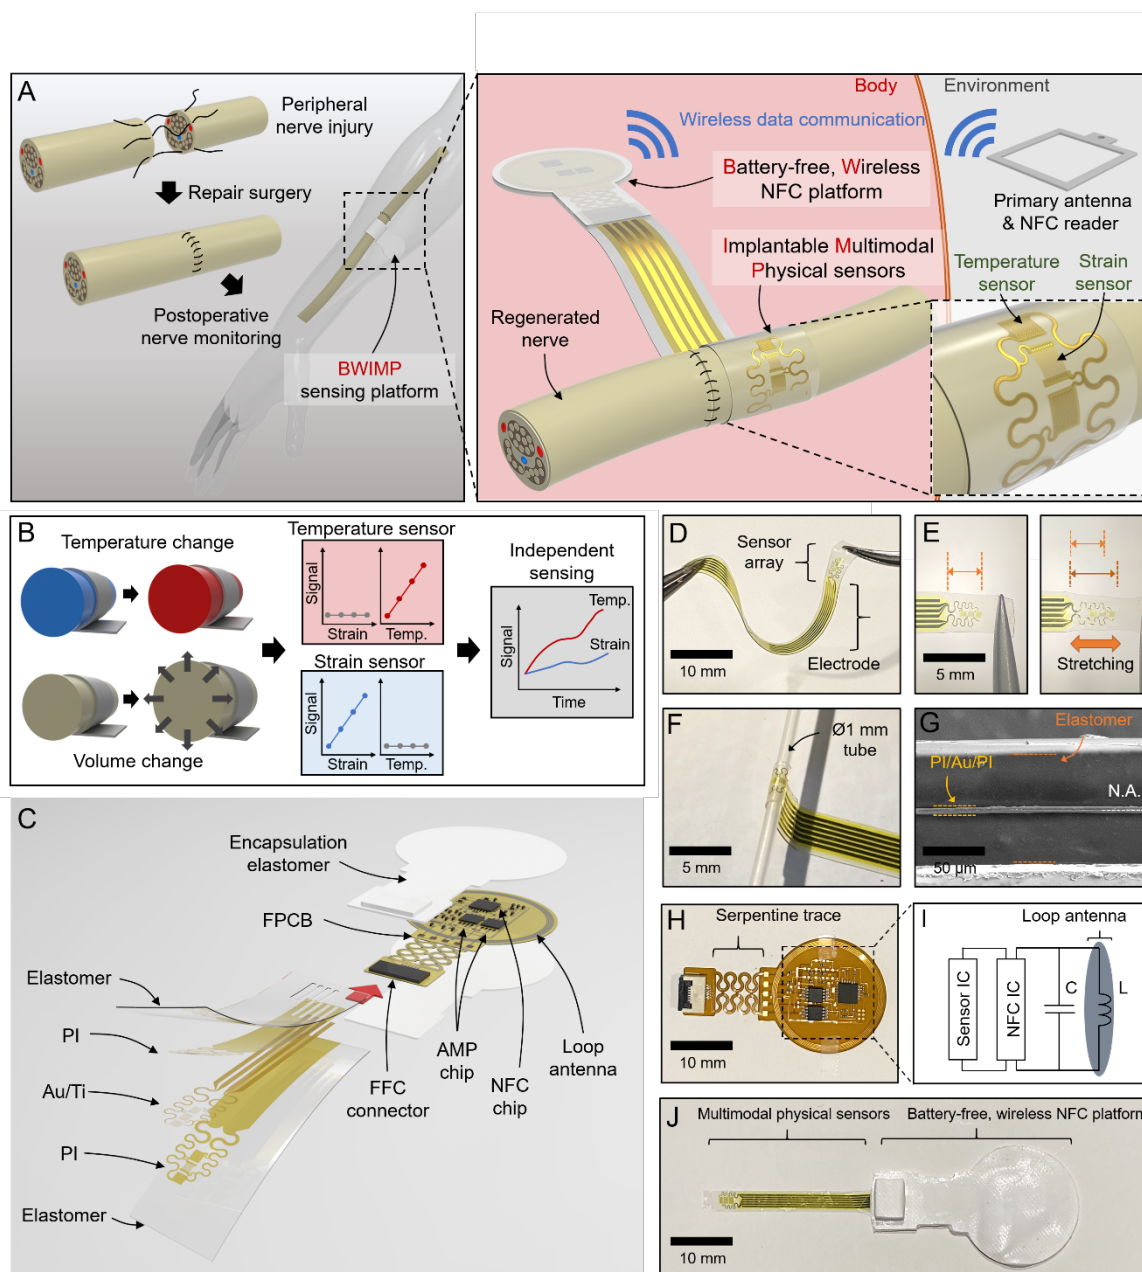 A
Peripheral
nerve injury
Repair surgery
Postoperative
nerve monitoring
BWIMP
sensing platform
Body
Environment
Wireless data communication
Battery-free, Wireless
NFC platform
Primary antenna
& NFC reader
Implantable Multimodal
Physical sensors
Temperature
sensor
Strain
sensor
Regenerated
nerve
B
Temperature change
Volume change
Temperature sensor
Signal
Strain
Temp.
Strain sensor
Signal
Strain
Temp.
Independent
sensing
Signal
Temp.
Strain
Time
C
Encapsulation
elastomer
FPCB
Elastomer
PI
Au/Ti
PI
Elastomer
FFC
connector
AMP
chip
NFC
chip
Loop
antenna
D
Sensor
array
Electrode
10 mm
E
5 mm
Stretching
F
Ø1 mm
tube
5 mm
G
Elastomer
PI/Au/PI
N.A.
50 µm
H
Serpentine trace
10 mm
I
Loop antenna
Sensor IC
NFC IC
C
L
J
Multimodal physical sensors
Battery-free, wireless NFC platform
10 mm